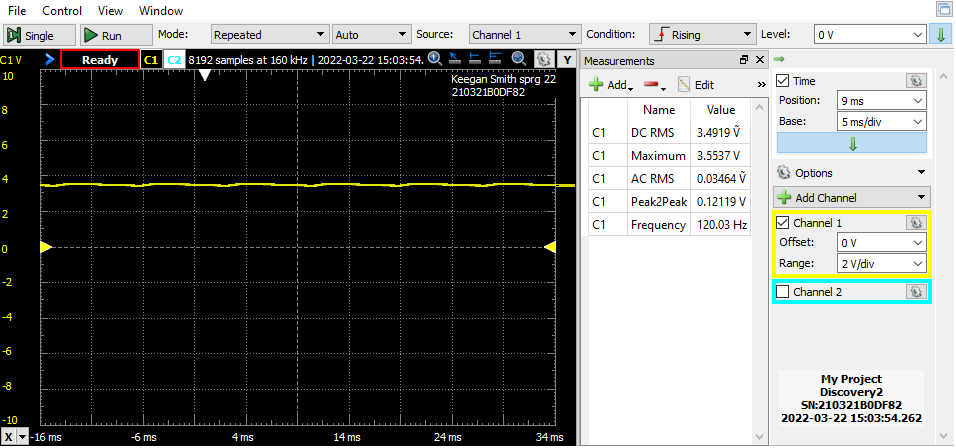 File Control View Window
Single Run Mode: Repeated Auto Source: Channel 1 Condition: Rising Level: 0 V
C1 V Ready C1 C2 8192 samples at 160 kHz | 2022-03-22 15:03:54. Y
Keegan Smith sprg 22
210321B0DF82
10
8
6
4
2
0
-2
-4
-6
-8
-10
X -16 ms -6 ms 4 ms 14 ms 24 ms 34 ms
Measurements
Add Edit »
Name Value
C1 DC RMS 3.4919 Ṽ
C1 Maximum 3.5537 V
C1 AC RMS 0.03464 Ṽ
C1 Peak2Peak 0.12119 V
C1 Frequency 120.03 Hz
Time
Position: 9 ms
Base: 5 ms/div
Options
Add Channel
Channel 1
Offset: 0 V
Range: 2 V/div
Channel 2
My Project
Discovery2
SN:210321B0DF82
2022-03-22 15:03:54.262